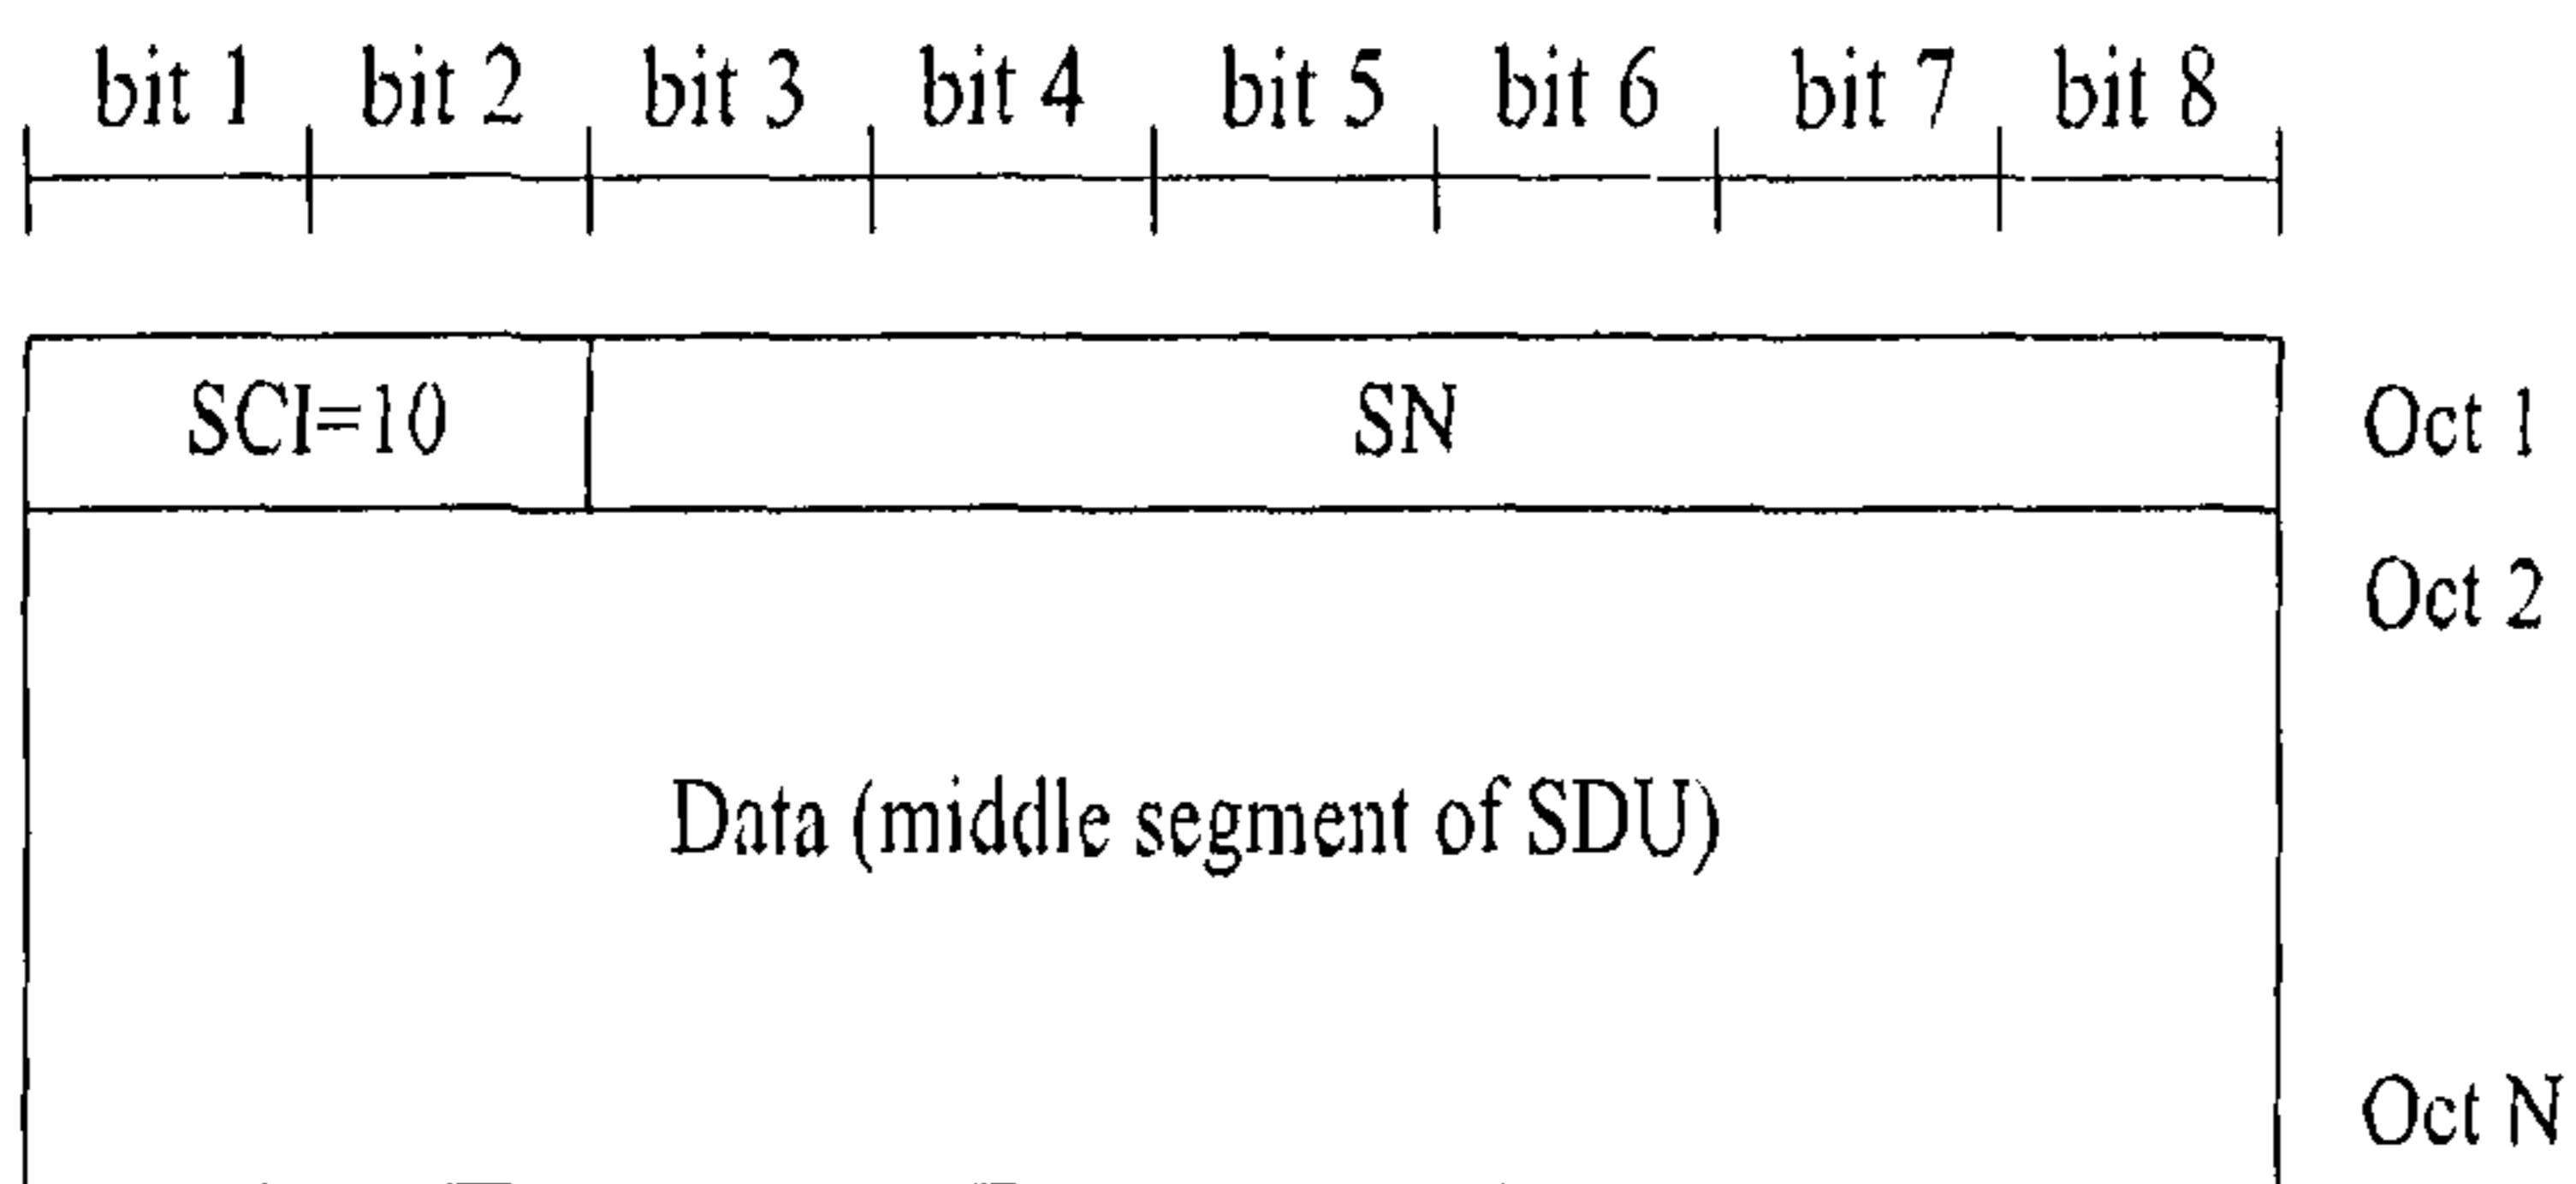 bit 1 bit 2 bit 3 bit 4 bit 5 bit 6 bit 7 bit 8
SCI=10 SN Oct 1
Oct 2
Data (middle segment of SDU)
Oct N